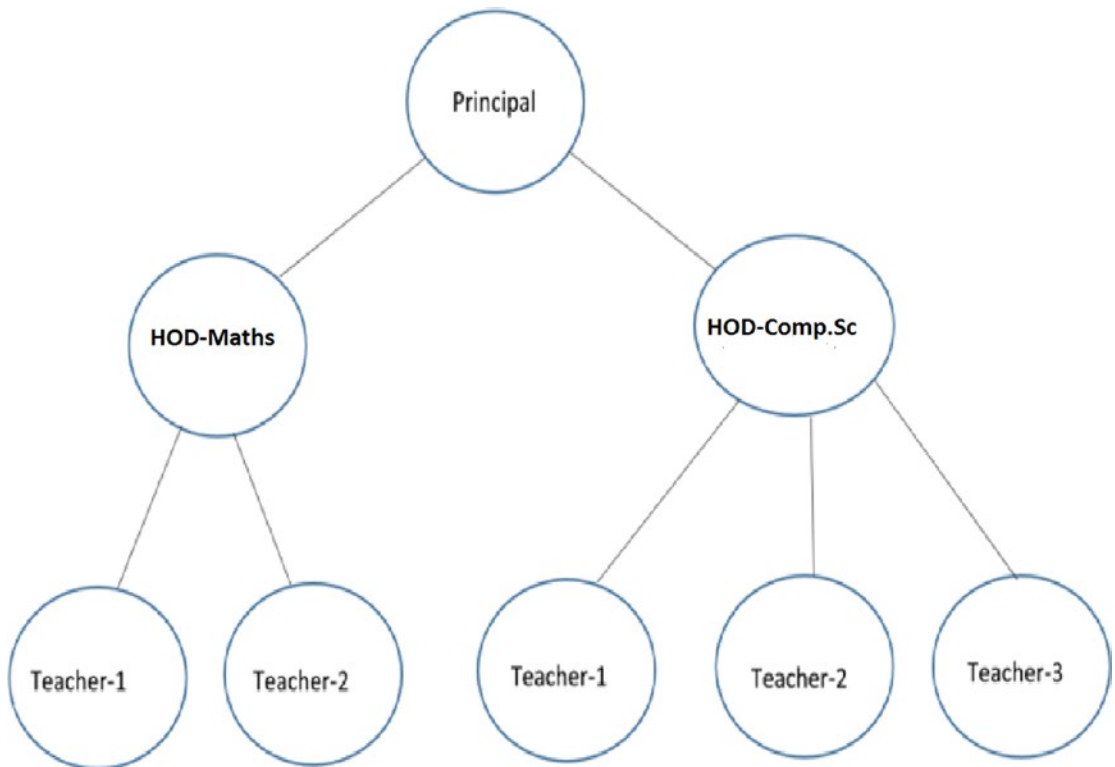 Principal
HOD-Maths
HOD-Comp.Sc
Teacher-1
Teacher-2
Teacher-1
Teacher-2
Teacher-3